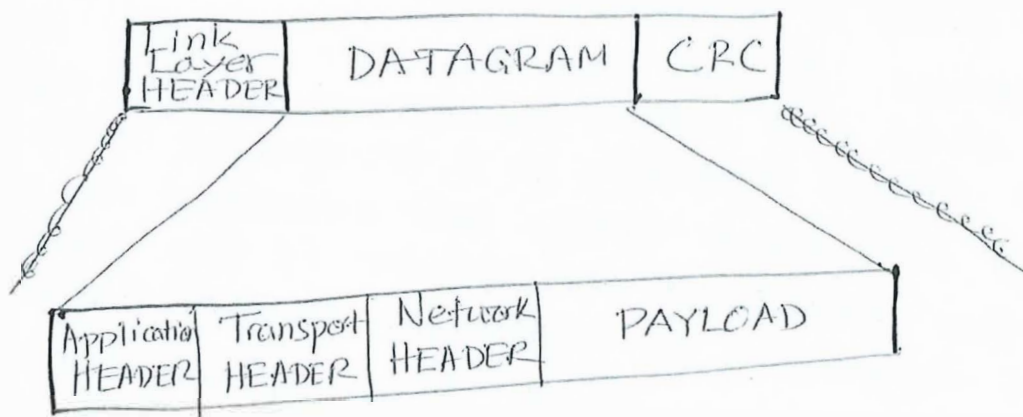 Link
Layer
HEADER
DATAGRAM
CRC
Application
HEADER
Transport
HEADER
Network
HEADER
PAYLOAD